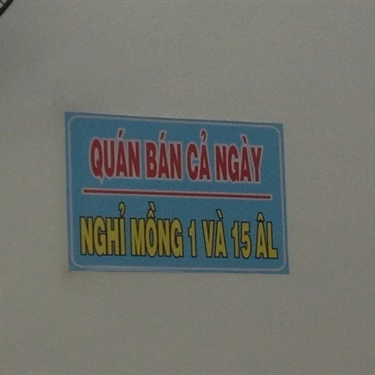 QUÁN BÁN CẢ NGÀY
NGHỈ MỒNG 1 VÀ 15 ÂL